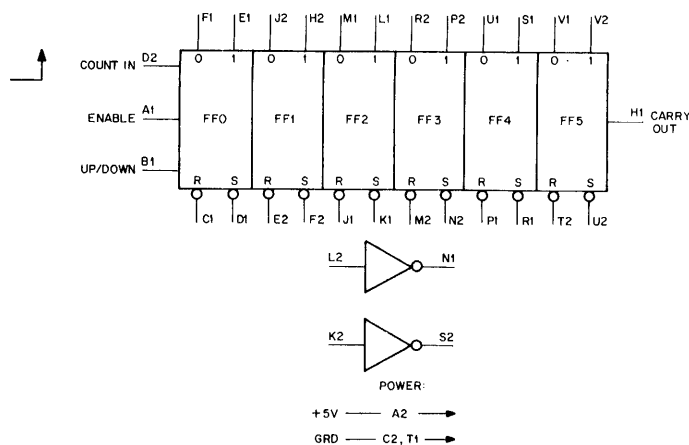 F1 E1 J2 H2 M1 L1 R2 P2 U1 S1 V1 V2
COUNT IN D2 0 1 0 1 0 1 0 1 0 1 0 1
ENABLE A1 FF0 FF1 FF2 FF3 FF4 FF5 H1 CARRY
OUT
UP/DOWN B1
R S R S R S R S R S R S
C1 D1 E2 F2 J1 K1 M2 N2 P1 R1 T2 U2
L2 N1
K2 S2
POWER:
+5V A2
GRD C2, T1